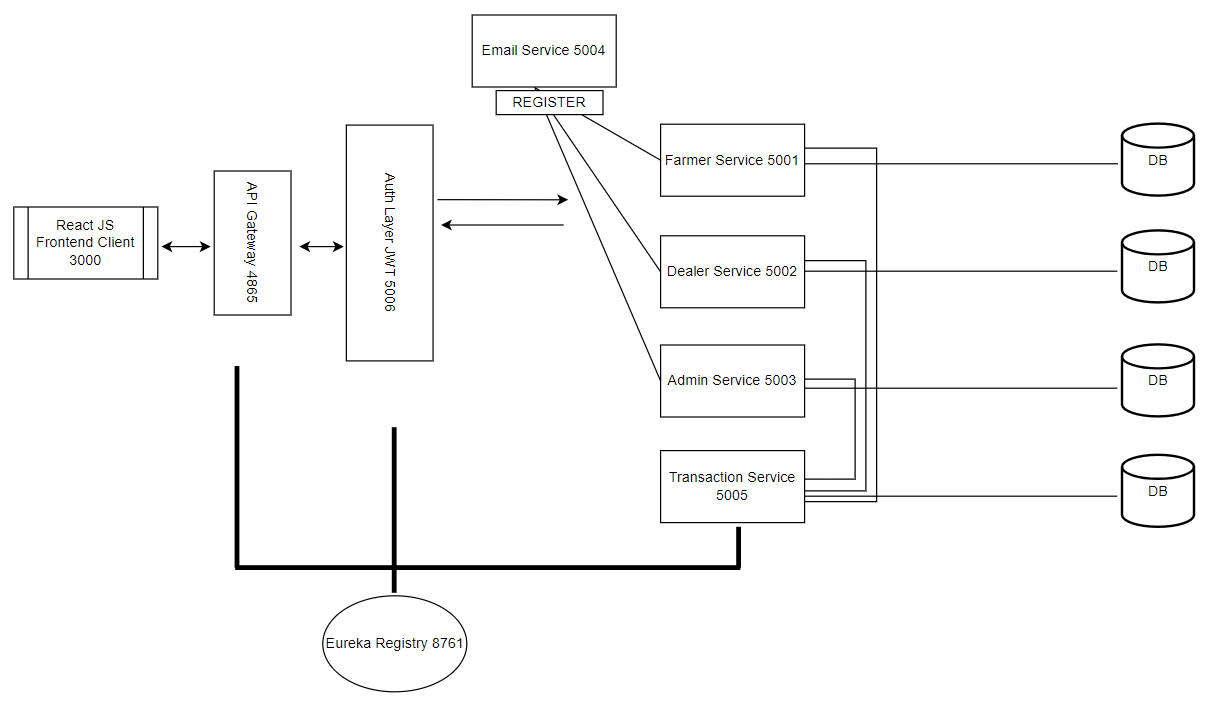 Email Service 5004
REGISTER
Farmer Service 5001
DB
React JS
Frontend Client
3000
API Gateway 4865
Auth Layer JWT 5006
Dealer Service 5002
DB
Admin Service 5003
DB
Transaction Service
5005
DB
Eureka Registry 8761